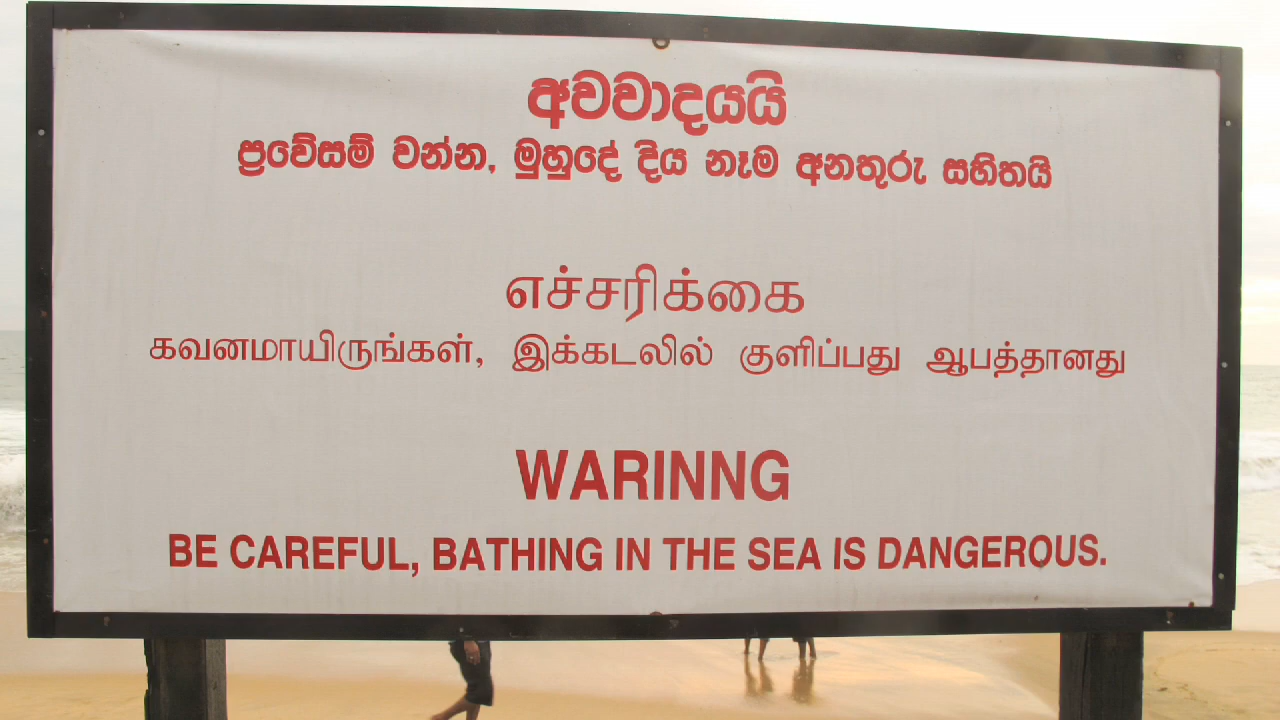 අවවාදයයි
ප්‍රවේසම් වන්න, මුහුදේ දිය නෑම අනතුරු සහිතයි
எச்சரிக்கை
கவனமாயிருங்கள், இக்கடலில் குளிப்பது ஆபத்தானது
WARINNG
BE CAREFUL, BATHING IN THE SEA IS DANGEROUS.